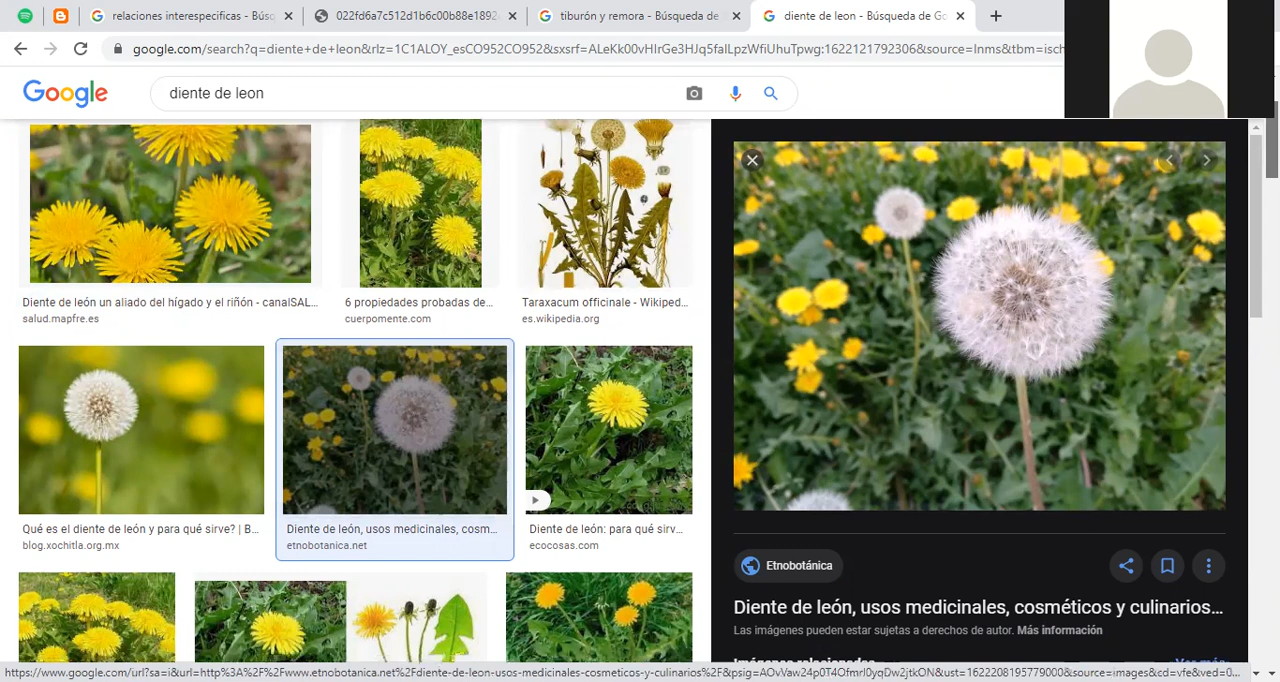 relaciones interespecificas - Búsq
022fd6a7c512d1b6c00b88e1892
tiburón y remora - Búsqueda de
diente de leon - Búsqueda de Go
google.com/search?q=diente+de+leon&rlz=1C1ALOY_esCO952CO952&sxsrf=ALeKk00vHIrGe3HJq5faILpzWfiUhuTpwg:1622121792306&source=lnms&tbm=isch
Google
diente de leon
Diente de león un aliado del hígado y el riñón - canalSAL...
salud.mapfre.es
6 propiedades probadas de...
cuerpomente.com
Taraxacum officinale - Wikiped...
es.wikipedia.org
Qué es el diente de león y para qué sirve? | B...
blog.xochitla.org.mx
Diente de león, usos medicinales, cosm...
etnobotanica.net
Diente de león: para qué sirv...
ecocosas.com
Etnobotánica
Diente de león, usos medicinales, cosméticos y culinarios...
Las imágenes pueden estar sujetas a derechos de autor. Más información
Imágenes relacionadas
Ver más
https://www.google.com/url?sa=i&url=http%3A%2F%2Fwww.etnobotanica.net%2Fdiente-de-leon-usos-medicinales-cosmeticos-y-culinarios%2F&psig=AOvVaw24p0T4OfmrJ0yqDw2jtkON&ust=1622208195779000&source=images&cd=vfe&ved=0...